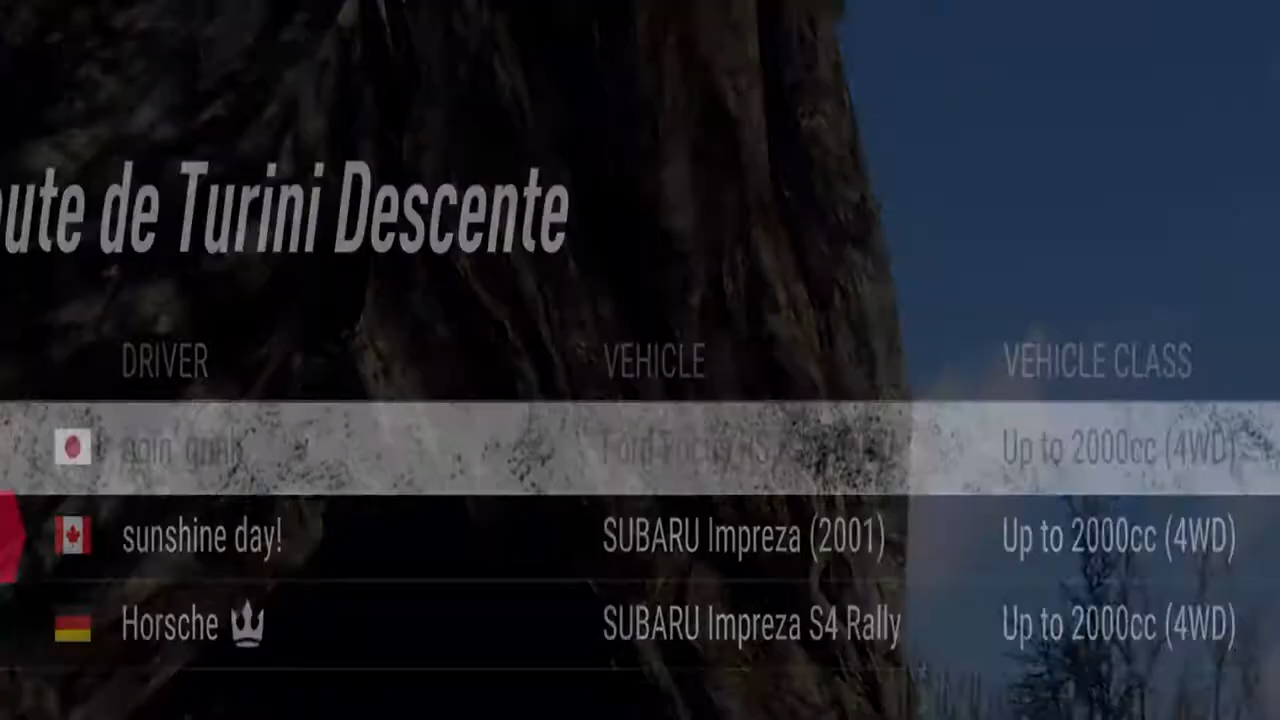 oute de Turini Descente
DRIVER VEHICLE VEHICLE CLASS
Up to 2000cc (4WD)
sunshine day! SUBARU Impreza (2001) Up to 2000cc (4WD)
Horsche SUBARU Impreza S4 Rally Up to 2000cc (4WD)